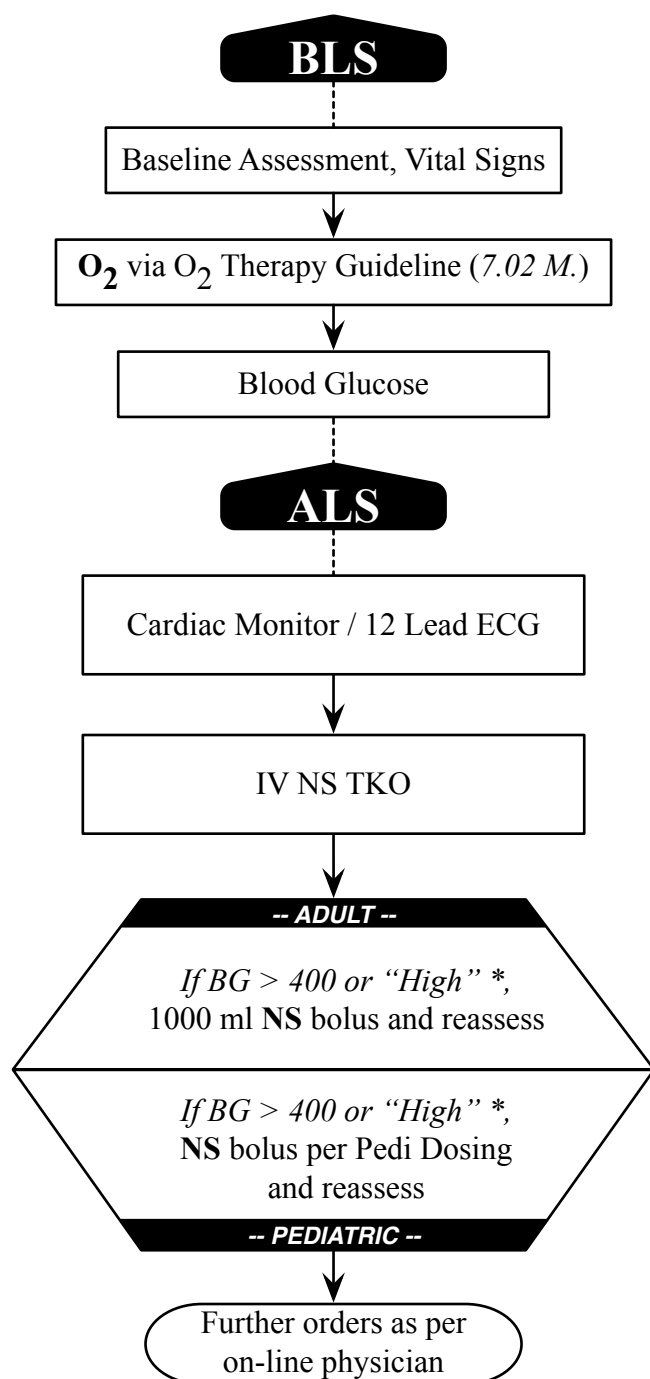 BLS
Baseline Assessment, Vital Signs
O2 via O2 Therapy Guideline (7.02 M.)
Blood Glucose
ALS
Cardiac Monitor / 12 Lead ECG
IV NS TKO
-- ADULT --
If BG > 400 or “High” *,
1000 ml NS bolus and reassess
If BG > 400 or “High” *,
NS bolus per Pedi Dosing
and reassess
-- PEDIATRIC --
Further orders as per
on-line physician